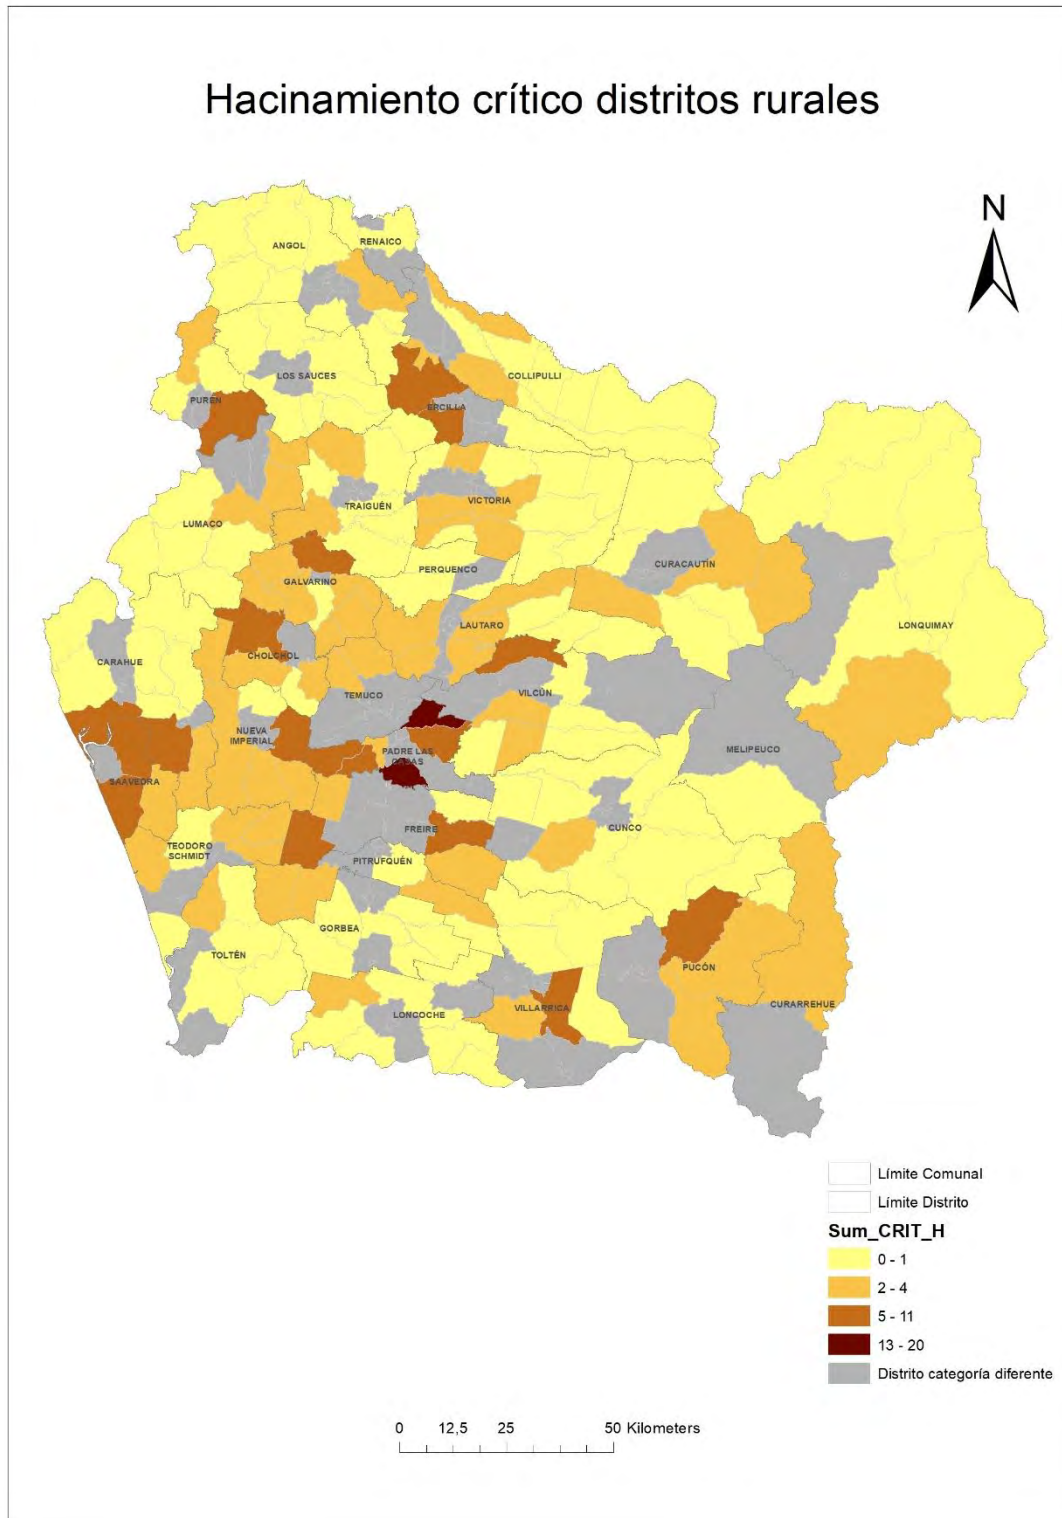 Hacinamiento crítico distritos rurales
N
ANGOL
RENAICO
LOS SAUCES
COLLIPULLI
PUREN
ERCILLA
TRAIGUÉN
VICTORIA
LUMACO
PERQUENCO
CURACAUTÍN
GALVARINO
LAUTARO
LONQUIMAY
CARAHUE
CHOLCHOL
TEMUCO
VILCÚN
NUEVA
IMPERIAL
PADRE LAS
CASAS
MELIPEUCO
SAAVEDRA
FREIRE
CUNCO
TEODORO
SCHMIDT
PITRUFQUÉN
GORBEA
TOLTÉN
PUCÓN
VILLARRICA
CURARREHUE
LONCOCHE
Límite Comunal
Límite Distrito
Sum_CRIT_H
0 - 1
2 - 4
5 - 11
13 - 20
Distrito categoría diferente
0 12,5 25 50 Kilometers